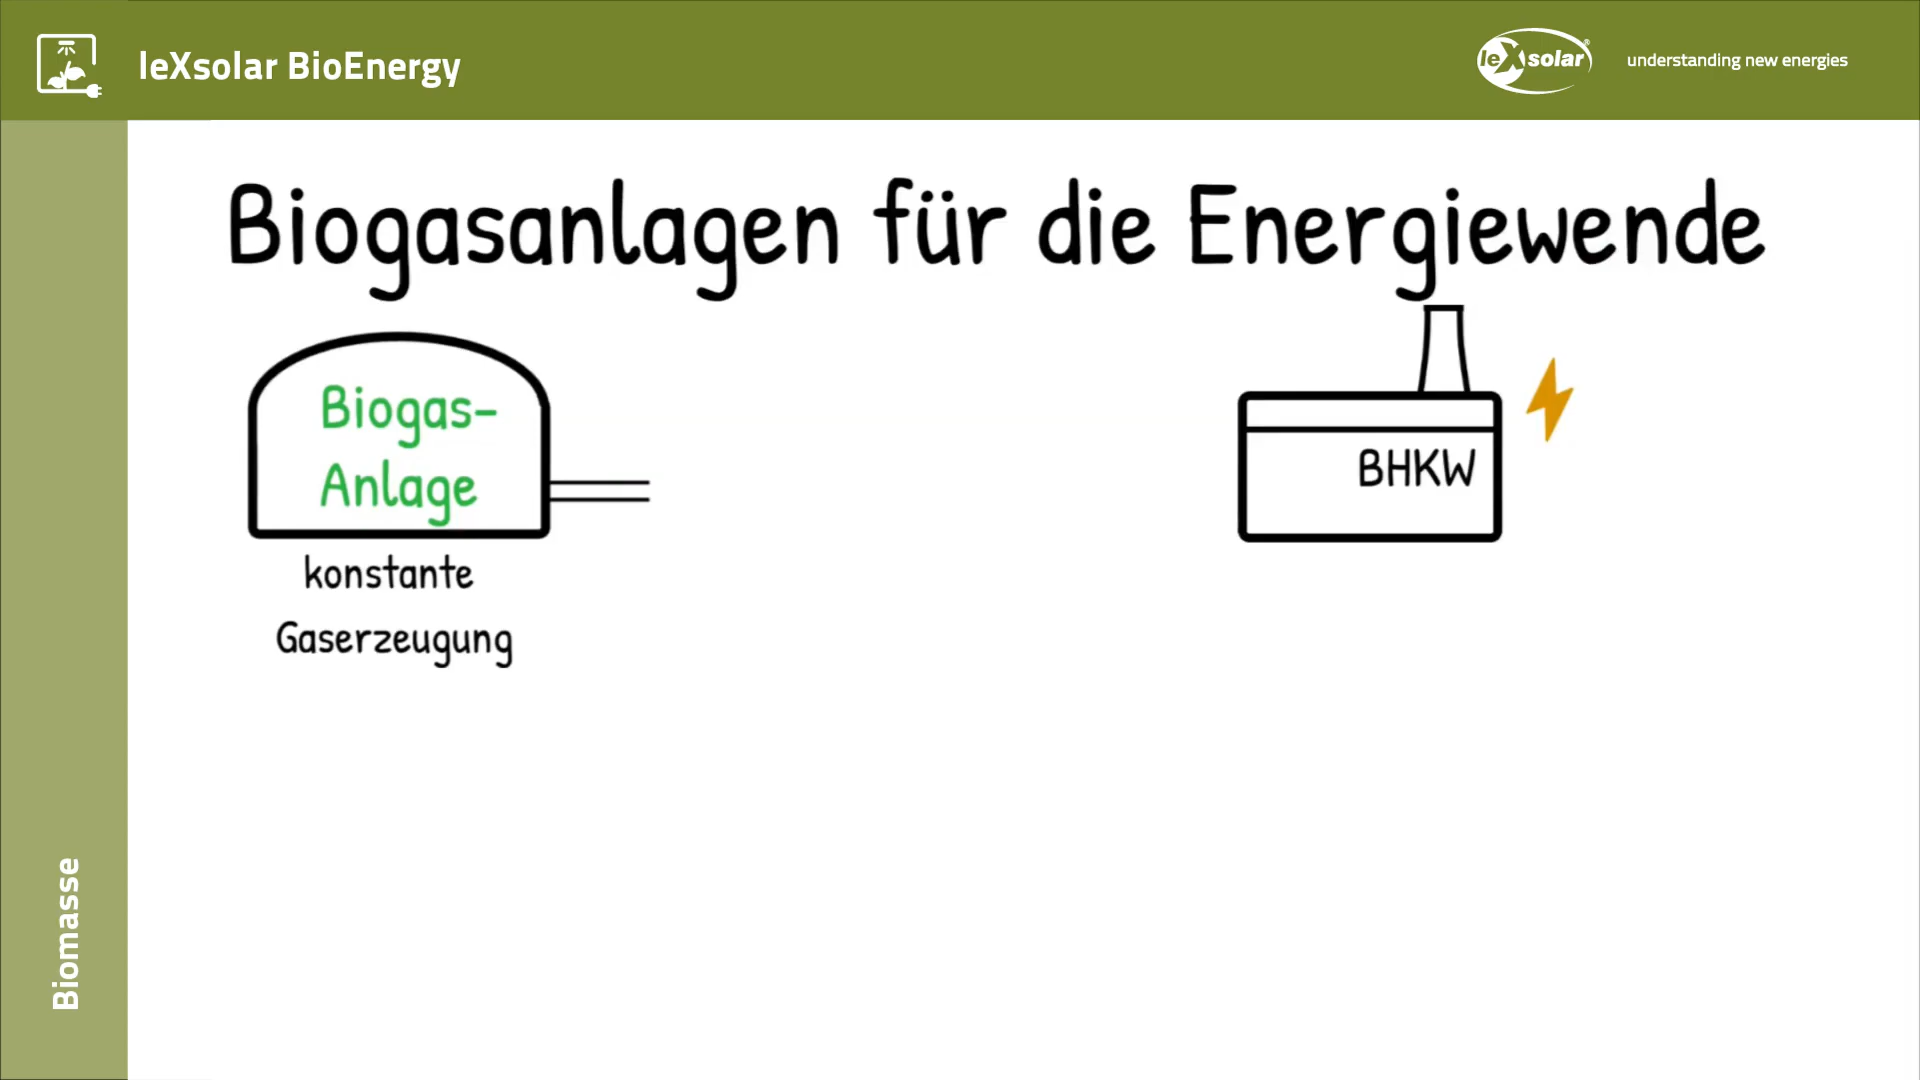 leXsolar BioEnergy
leXsolar®
understanding new energies
Biogasanlagen für die Energiewende
Biogas-
Anlage
BHKW
konstante
Gaserzeugung
Biomasse